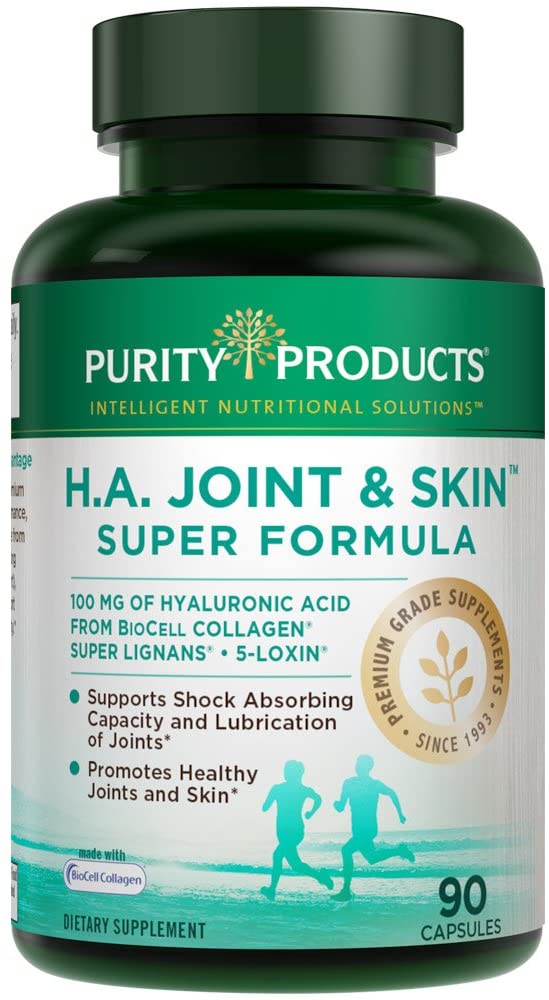 PURITY PRODUCTS®
INTELLIGENT NUTRITIONAL SOLUTIONS™
H.A. JOINT & SKIN™
SUPER FORMULA
100 MG OF HYALURONIC ACID
FROM BIOCELL COLLAGEN®
SUPER LIGNANS® • 5-LOXIN®
• Supports Shock Absorbing
Capacity and Lubrication
of Joints*
• Promotes Healthy
Joints and Skin*
PREMIUM GRADE SUPPLEMENTS
• SINCE 1993 •
made with
BioCell Collagen
DIETARY SUPPLEMENT
90
CAPSULES